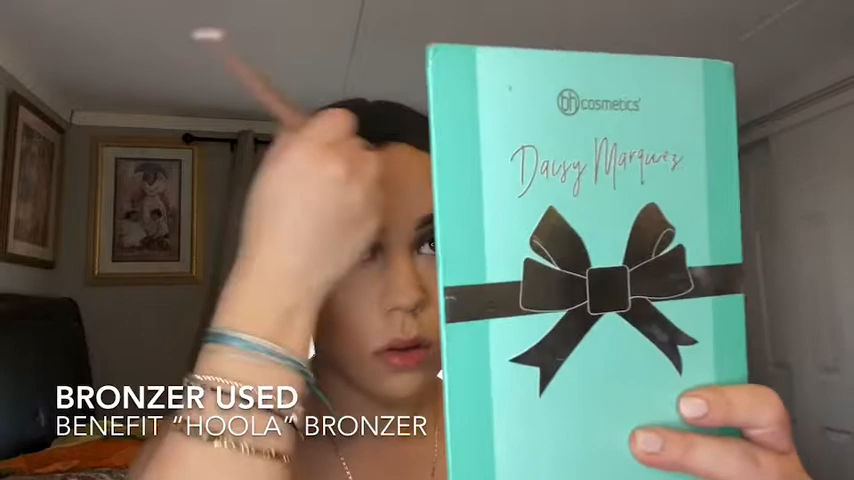 bh cosmetics
Daisy Marquez
BRONZER USED
BENEFIT “HOOLA” BRONZER